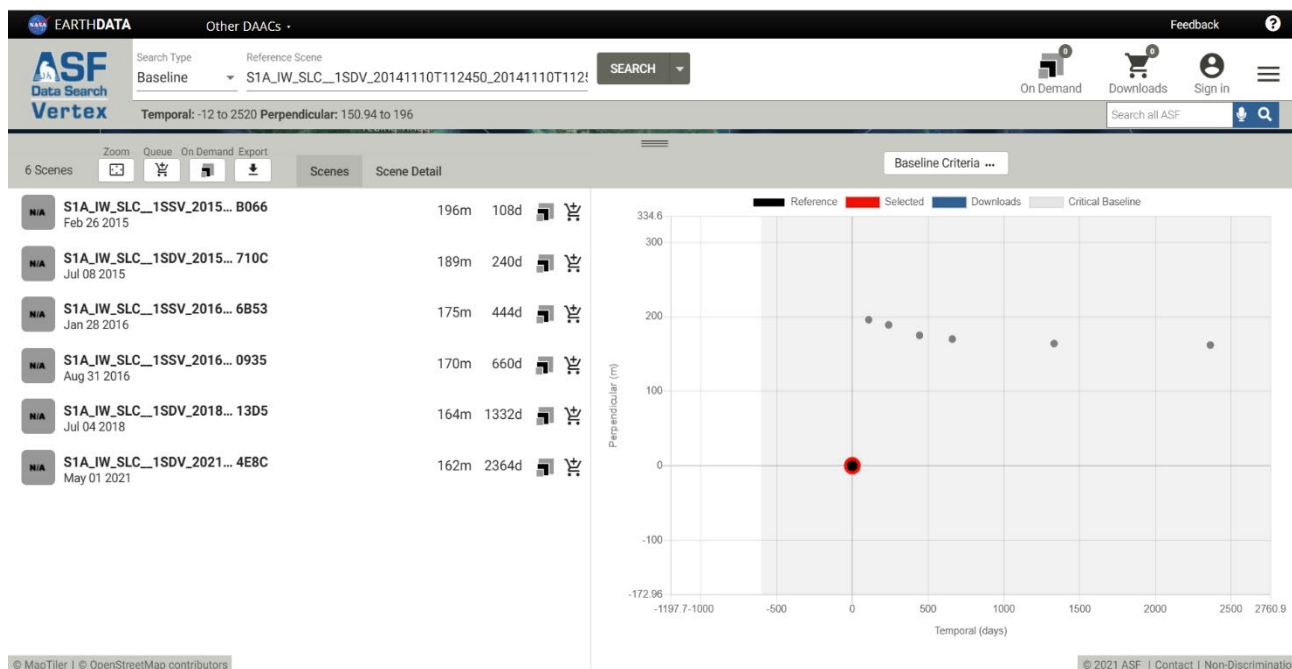 EARTHDATA Other DAACs Feedback ?
ASF Data Search Vertex
Search Type Reference Scene
Baseline S1A_IW_SLC__1SDV_20141110T112450_20141110T112 SEARCH
0 On Demand 0 Downloads Sign in
Temporal: -12 to 2520 Perpendicular: 150.94 to 196 Search all ASF
Zoom Queue On Demand Export
6 Scenes Scenes Scene Detail Baseline Criteria ...
N/A S1A_IW_SLC__1SSV_2015... B066 196m 108d
Feb 26 2015
N/A S1A_IW_SLC__1SDV_2015... 710C 189m 240d
Jul 08 2015
N/A S1A_IW_SLC__1SSV_2016... 6B53 175m 444d
Jan 28 2016
N/A S1A_IW_SLC__1SSV_2016... 0935 170m 660d
Aug 31 2016
N/A S1A_IW_SLC__1SDV_2018... 13D5 164m 1332d
Jul 04 2018
N/A S1A_IW_SLC__1SDV_2021... 4E8C 162m 2364d
May 01 2021
Reference Selected Downloads Critical Baseline
334.6
300
200
100
0
-100
-172.96
Perpendicular (m)
-1197.7 -1000 -500 0 500 1000 1500 2000 2500 2760.9
Temporal (days)
© MapTiler | © OpenStreetMap contributors © 2021 ASF | Contact | Non-Discriminatio